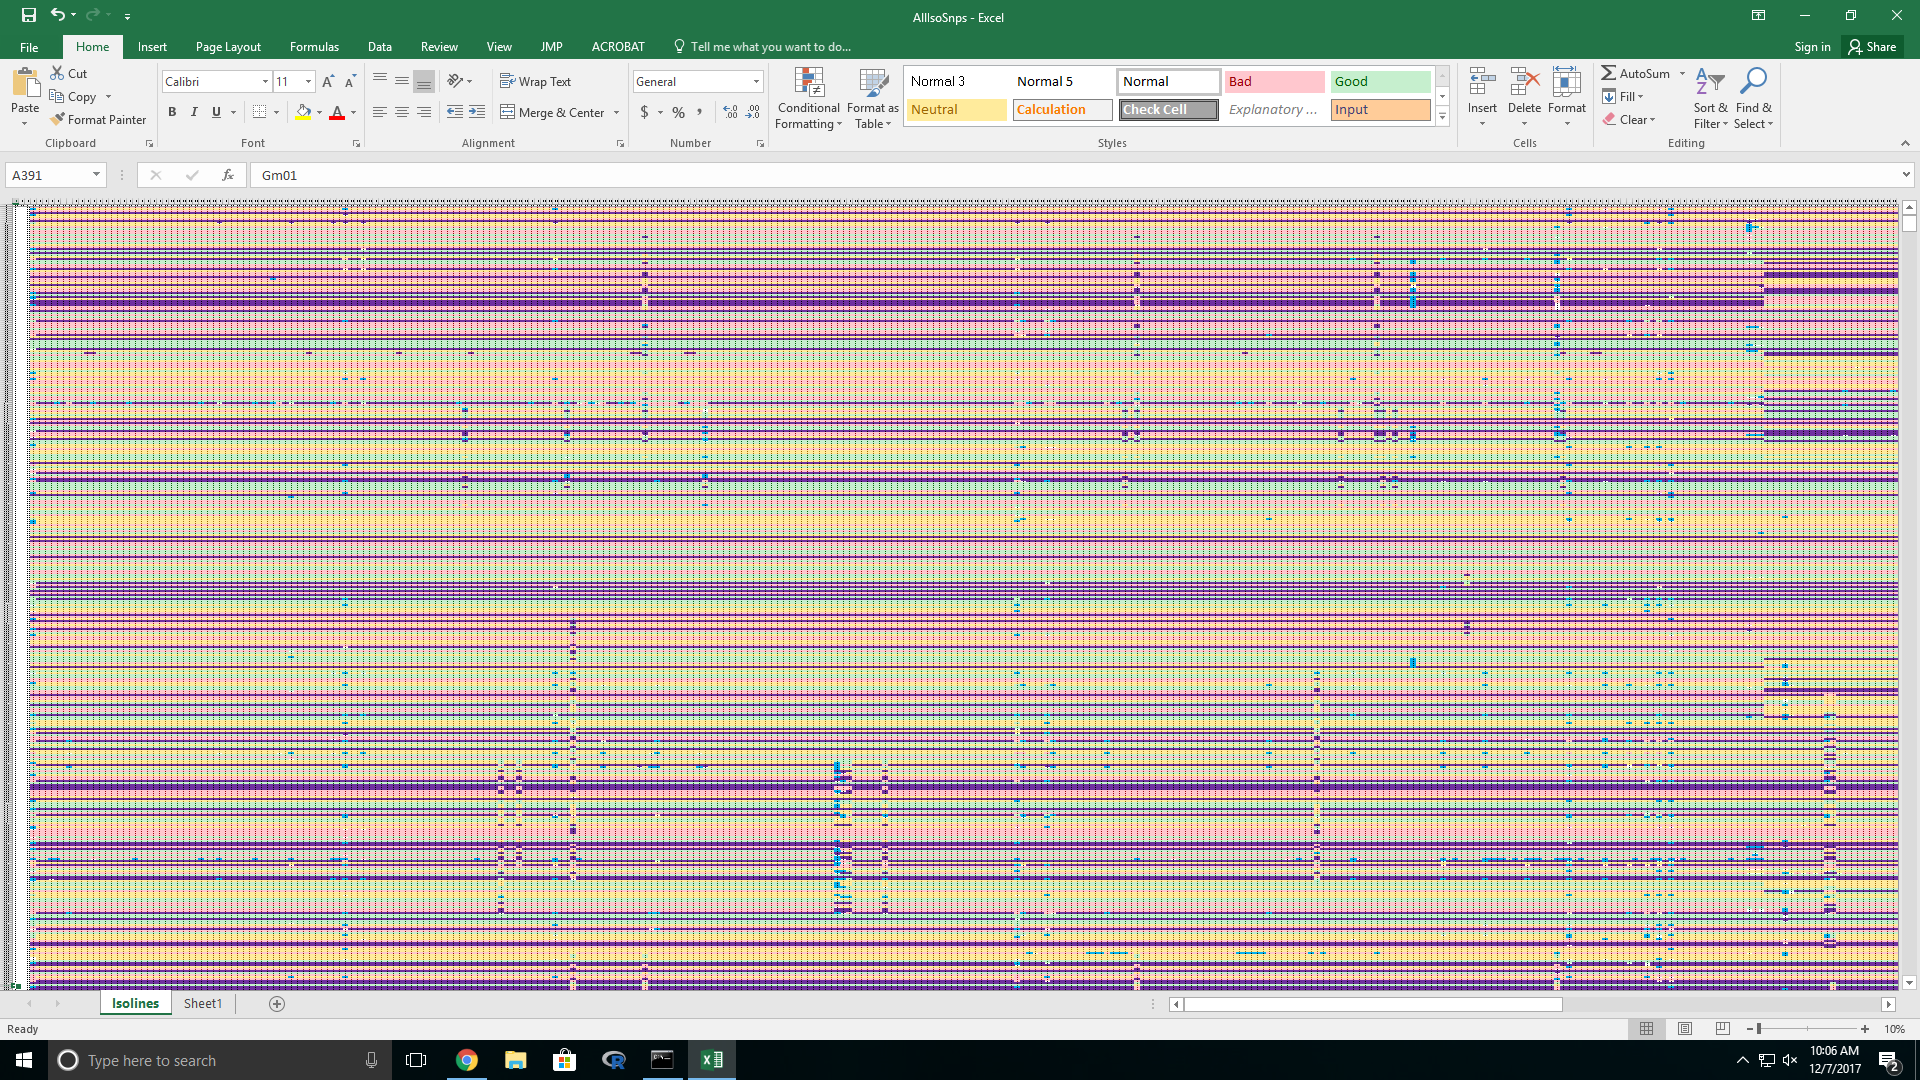 AllIsoSnps - Excel
File Home Insert Page Layout Formulas Data Review View JMP ACROBAT Tell me what you want to do... Sign in Share
Paste
Cut
Copy
Format Painter
Clipboard
Calibri 11
B I U
Font
Wrap Text
Merge & Center
Alignment
General
$ % ,
Number
Conditional Formatting
Format as Table
Normal 3 Normal 5 Normal Bad Good
Neutral Calculation Check Cell Explanatory ... Input
Styles
Insert Delete Format
Cells
AutoSum
Fill
Clear
Sort & Filter
Find & Select
Editing
A391 fx Gm01
Isolines Sheet1
Ready 10%
Type here to search
10:06 AM
12/7/2017
2